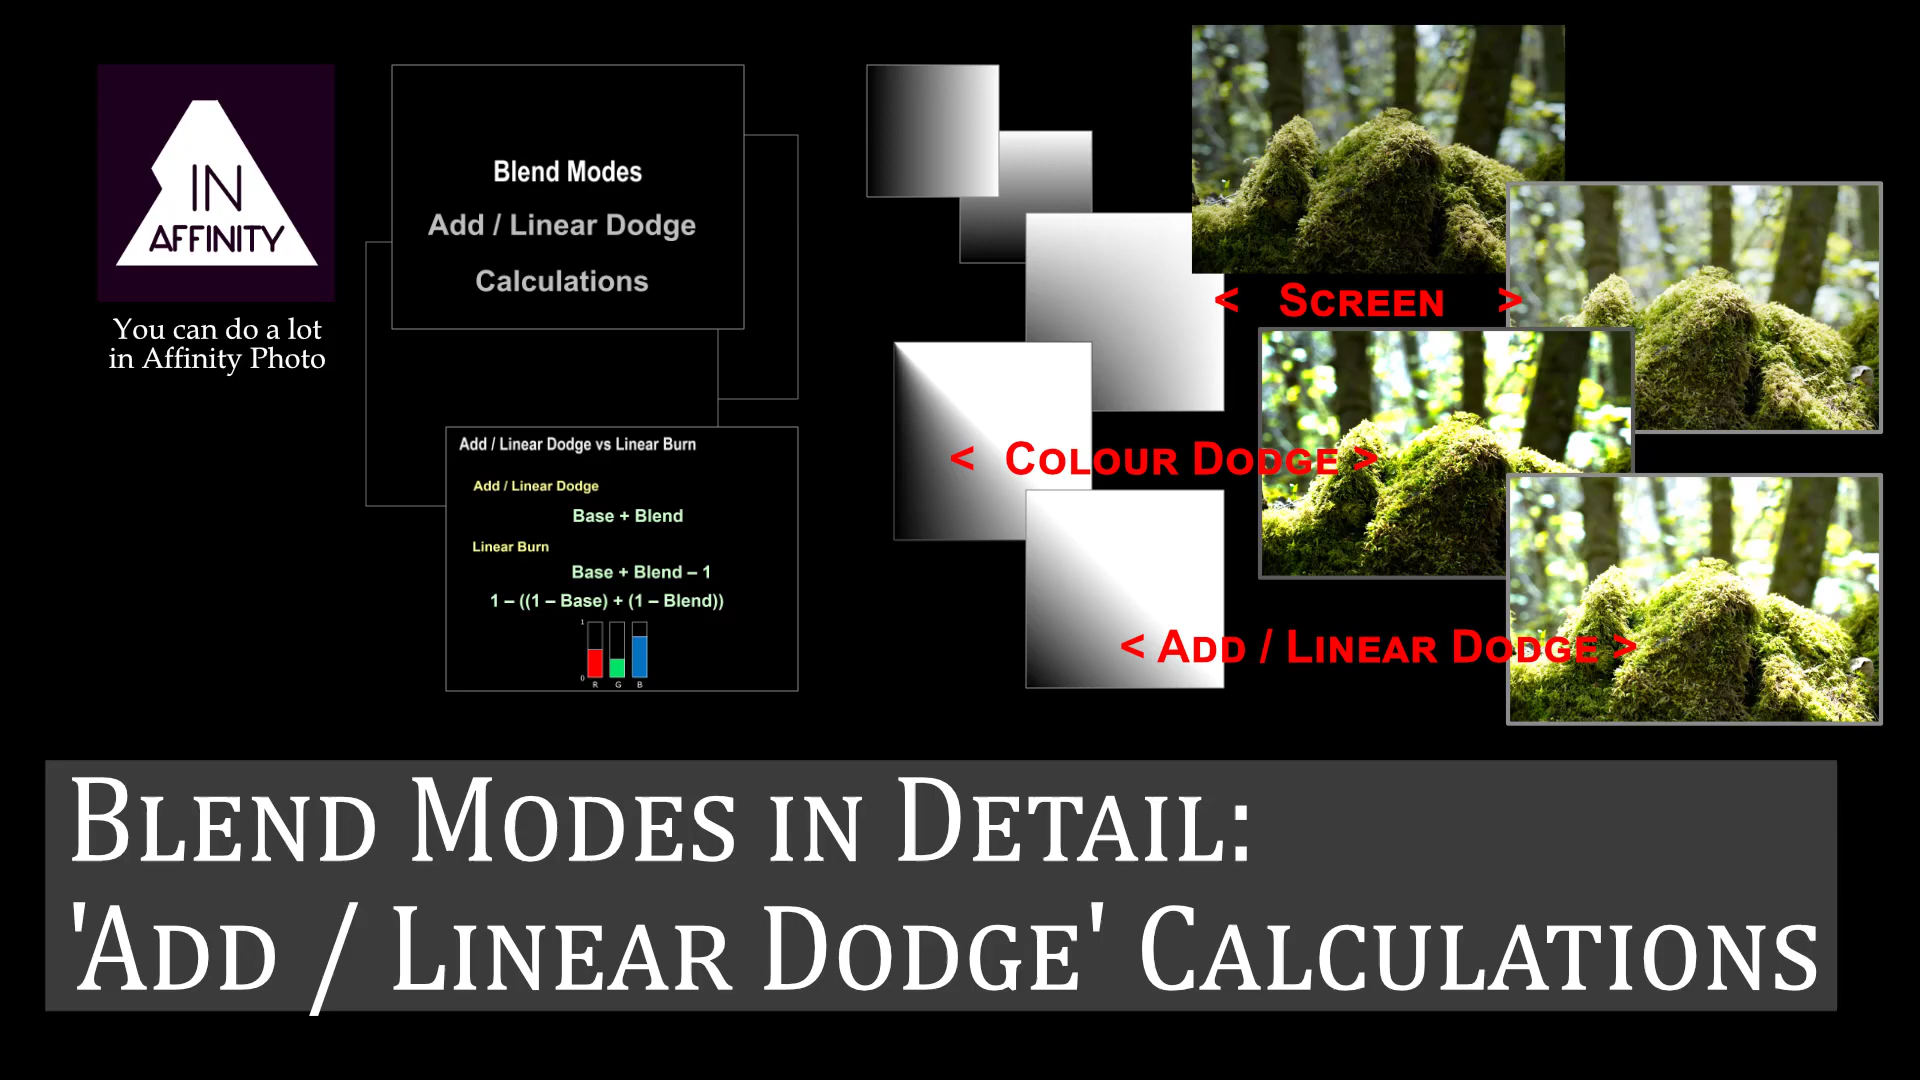 IN
AFFINITY
You can do a lot
in Affinity Photo
Blend Modes
Add / Linear Dodge
Calculations
Add / Linear Dodge vs Linear Burn
Add / Linear Dodge
Base + Blend
Linear Burn
Base + Blend – 1
1 – ((1 – Base) + (1 – Blend))
1
0
R G B
< SCREEN >
< COLOUR DODGE >
< ADD / LINEAR DODGE >
BLEND MODES IN DETAIL:
'ADD / LINEAR DODGE' CALCULATIONS